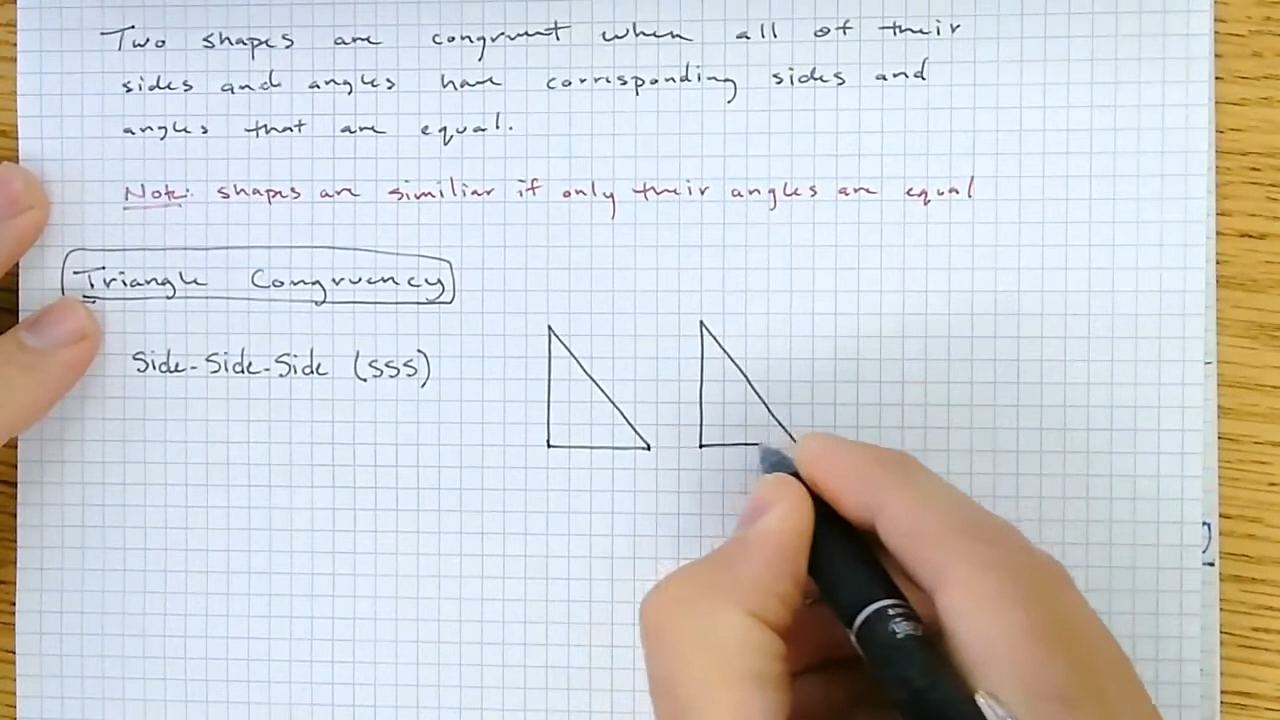 Two shapes are congruent when all of their
sides and angles have corresponding sides and
angles that are equal.
Note: shapes are similiar if only their angles are equal
Triangle Congruency
Side-Side-Side (SSS)